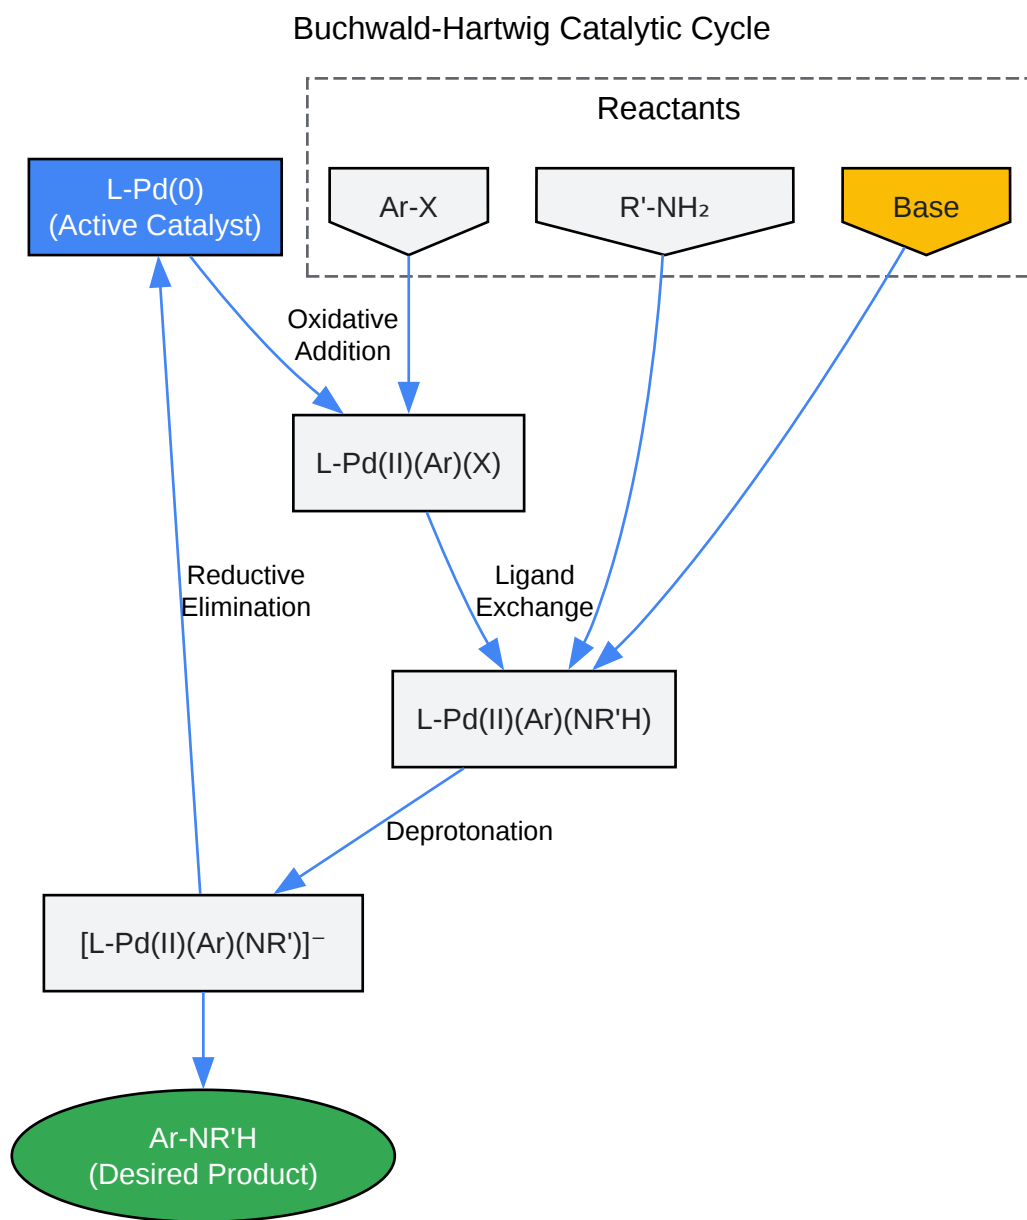 Buchwald-Hartwig Catalytic Cycle
Reactants
L-Pd(0)
(Active Catalyst)
Ar-X
R'-NH₂
Base
Oxidative
Addition
L-Pd(II)(Ar)(X)
Reductive
Elimination
Ligand
Exchange
L-Pd(II)(Ar)(NR'H)
Deprotonation
[L-Pd(II)(Ar)(NR')]⁻
Ar-NR'H
(Desired Product)